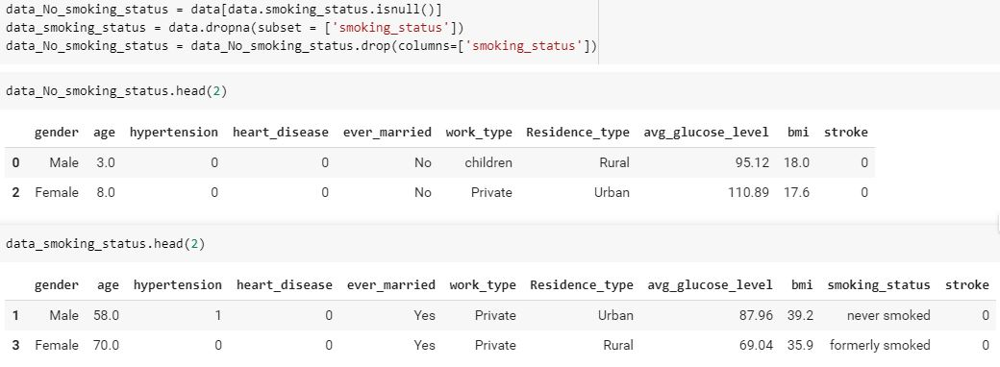 data_No_smoking_status = data[data.smoking_status.isnull()]
data_smoking_status = data.dropna(subset = ['smoking_status'])
data_No_smoking_status = data_No_smoking_status.drop(columns=['smoking_status'])
data_No_smoking_status.head(2)
gender age hypertension heart_disease ever_married work_type Residence_type avg_glucose_level bmi stroke
0 Male 3.0 0 0 No children Rural 95.12 18.0 0
2 Female 8.0 0 0 No Private Urban 110.89 17.6 0
data_smoking_status.head(2)
gender age hypertension heart_disease ever_married work_type Residence_type avg_glucose_level bmi smoking_status stroke
1 Male 58.0 1 0 Yes Private Urban 87.96 39.2 never smoked 0
3 Female 70.0 0 0 Yes Private Rural 69.04 35.9 formerly smoked 0